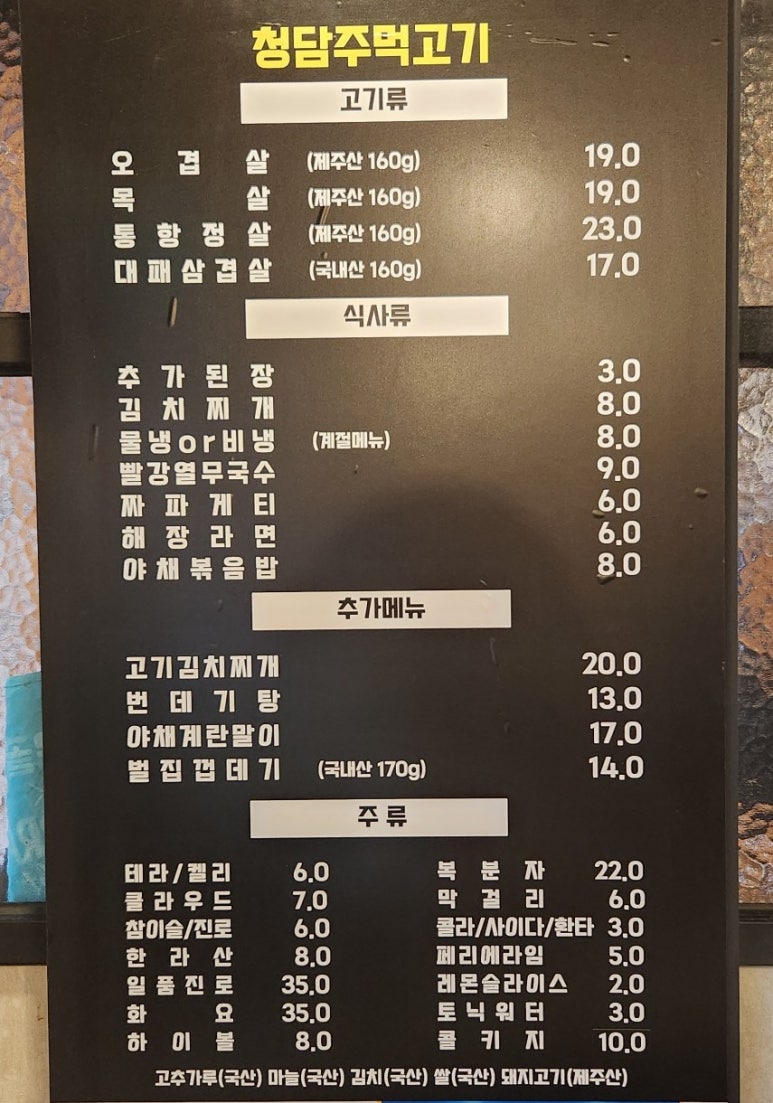 청담주먹고기
고기류
오겹살 (제주산 160g) 19.0
목살 (제주산 160g) 19.0
통항정살 (제주산 160g) 23.0
대패삼겹살 (국내산 160g) 17.0
식사류
추가된장 3.0
김치찌개 8.0
물냉or비냉 (계절메뉴) 8.0
빨강열무국수 9.0
짜파게티 6.0
해장라면 6.0
야채볶음밥 8.0
추가메뉴
고기김치찌개 20.0
번데기탕 13.0
야채계란말이 17.0
벌집껍데기 (국내산 170g) 14.0
주류
테라/켈리 6.0 복분자 22.0
클라우드 7.0 막걸리 6.0
참이슬/진로 6.0 콜라/사이다/환타 3.0
한라산 8.0 페리에라임 5.0
일품진로 35.0 레몬슬라이스 2.0
화요 35.0 토닉워터 3.0
하이볼 8.0 콜키지 10.0
고추가루(국산) 마늘(국산) 김치(국산) 쌀(국산) 돼지고기(제주산)